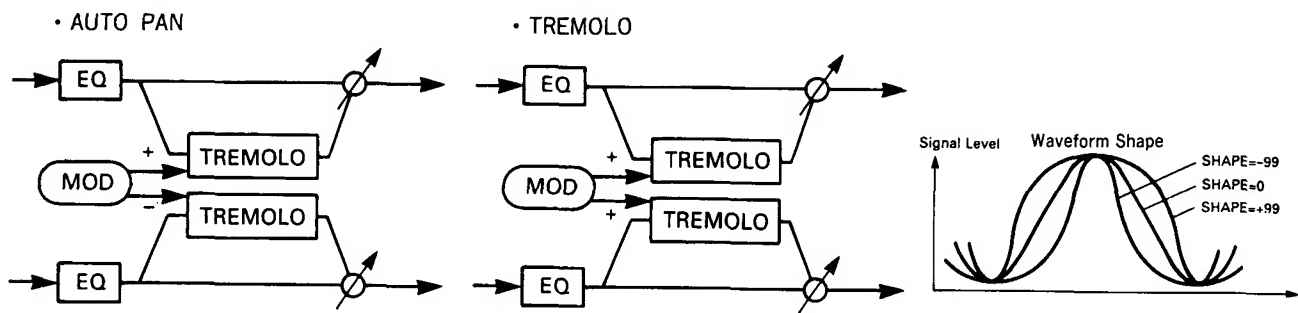 • AUTO PAN
EQ
+
TREMOLO
MOD
−
TREMOLO
EQ
• TREMOLO
EQ
+
TREMOLO
MOD
+
TREMOLO
EQ
Signal Level
Waveform Shape
SHAPE=-99
SHAPE=0
SHAPE=+99